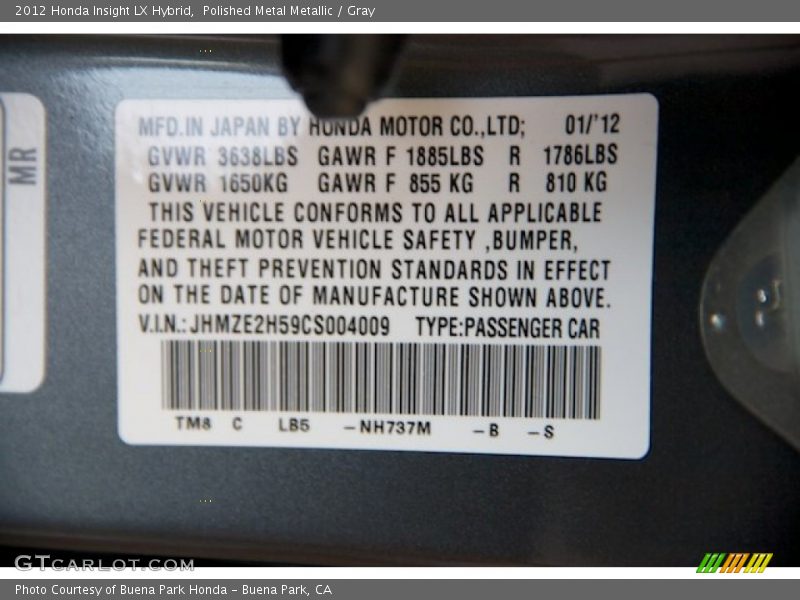 2012 Honda Insight LX Hybrid, Polished Metal Metallic / Gray
MR
MFD.IN JAPAN BY HONDA MOTOR CO.,LTD; 01/'12
GVWR 3638LBS GAWR F 1885LBS R 1786LBS
GVWR 1650KG GAWR F 855 KG R 810 KG
THIS VEHICLE CONFORMS TO ALL APPLICABLE
FEDERAL MOTOR VEHICLE SAFETY ,BUMPER,
AND THEFT PREVENTION STANDARDS IN EFFECT
ON THE DATE OF MANUFACTURE SHOWN ABOVE.
V.I.N.: JHMZE2H59CS004009 TYPE:PASSENGER CAR
TM8 C LB5 –NH737M –B –S
GTCARLOT.COM
Photo Courtesy of Buena Park Honda – Buena Park, CA